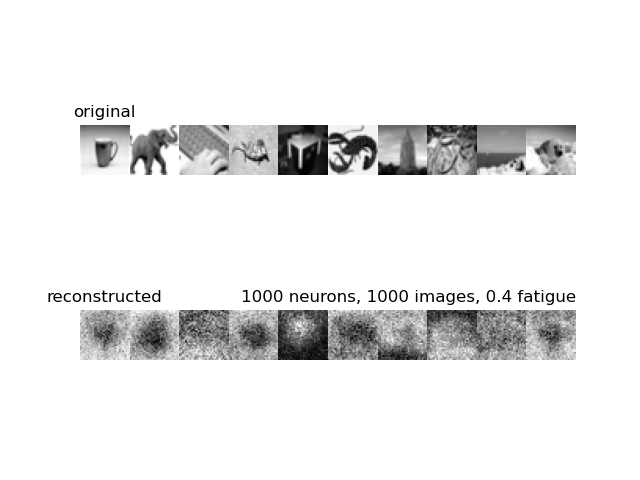 original
reconstructed
1000 neurons, 1000 images, 0.4 fatigue